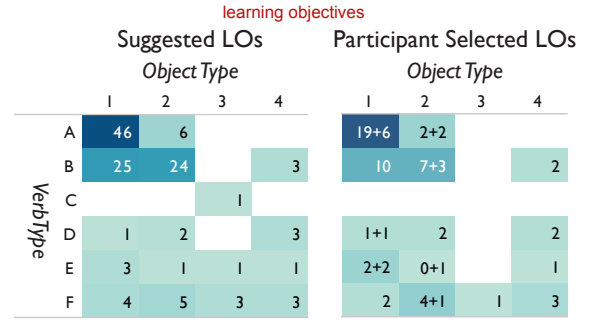 learning objectives
Suggested LOs Participant Selected LOs
Object Type Object Type
1 2 3 4 1 2 3 4
A 46 6 19+6 2+2
B 25 24 3 10 7+3 2
C 1
D 1 2 3 1+1 2 2
E 3 1 1 1 2+2 0+1 1
F 4 5 3 3 2 4+1 1 3
Verb Type